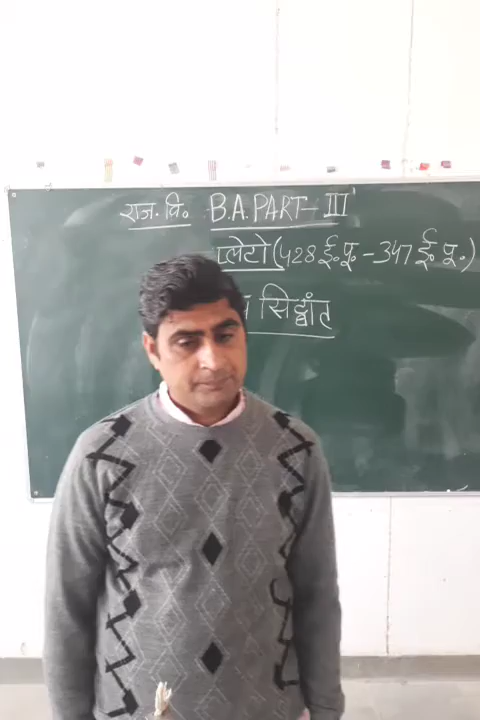 राज. वि. B.A. PART-III
प्लेटो (428 ई.पू. - 347 ई. पू.)
सिद्धांत